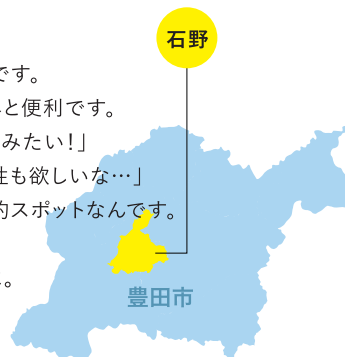 石野
です。
と便利です。
みたい！」
性も欲しいな…」
的スポットなんです。
。
豊田市